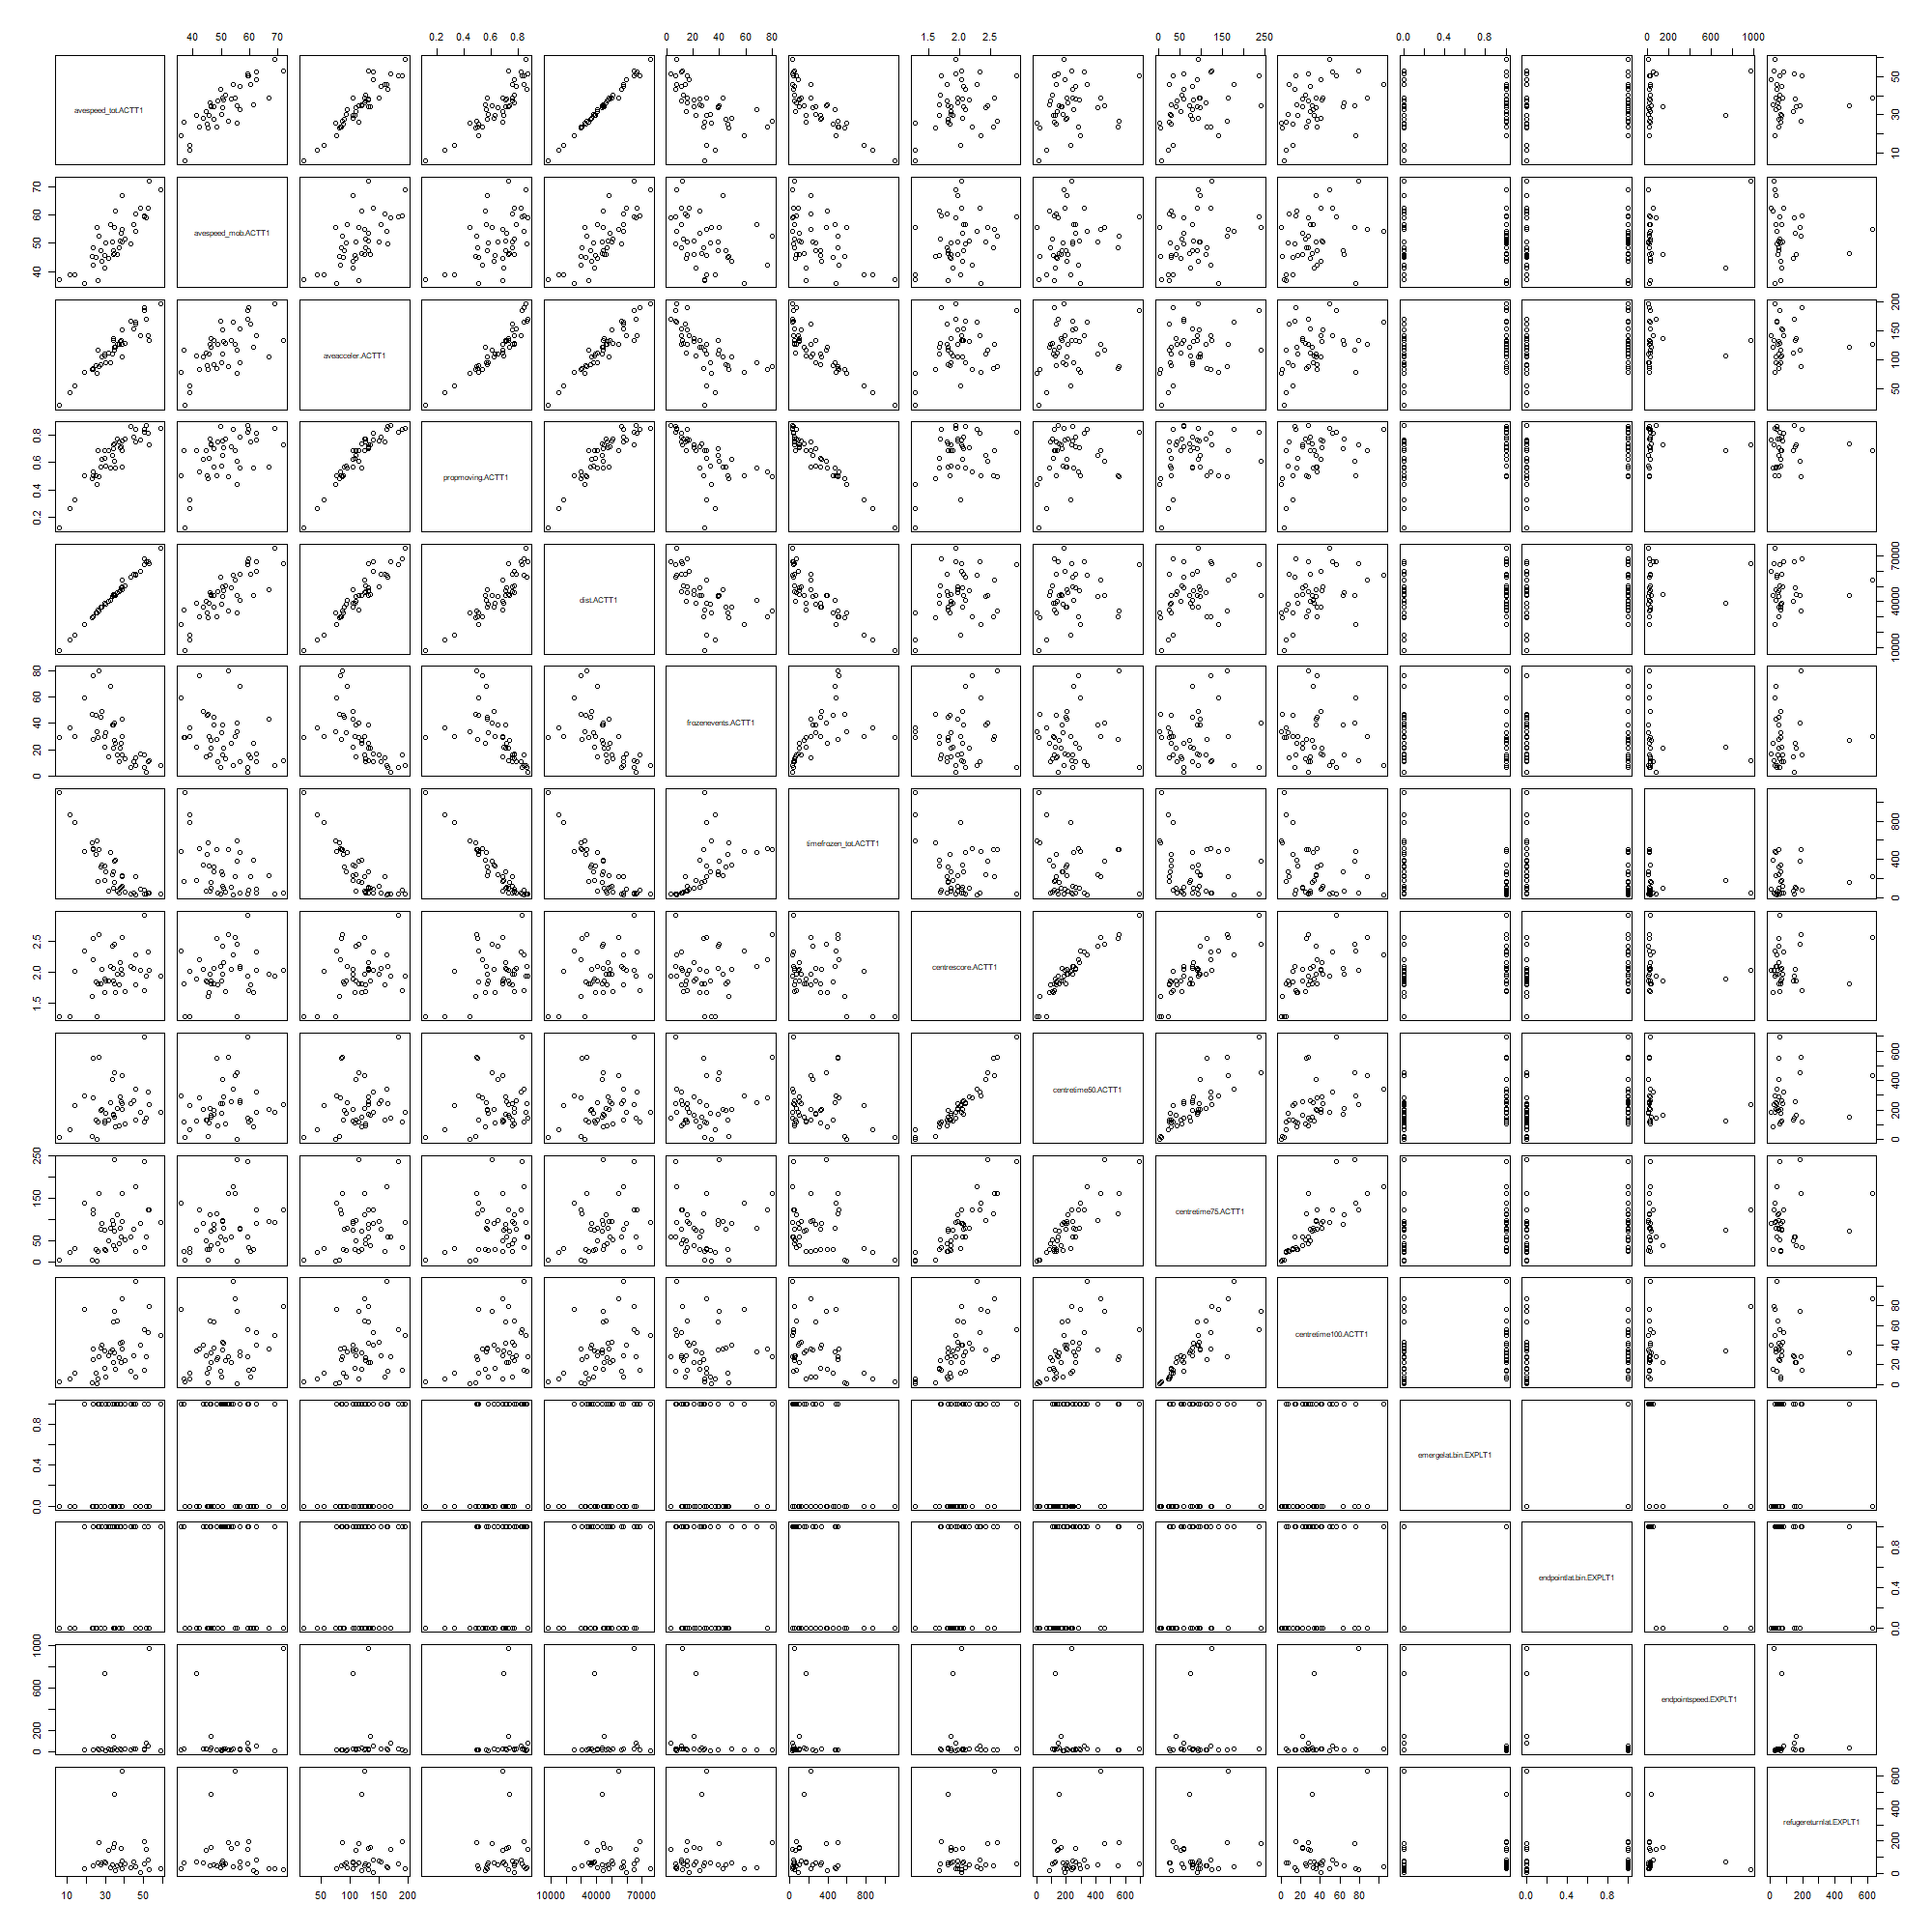 40 50 60 70 0.2 0.4 0.6 0.8 0 20 40 60 80 1.5 2.0 2.5 0 50 150 250 0.0 0.4 0.8 0 200 600 1000
avespeed_tot.ACTT1 10 30 50
40 50 60 70 avespeed_mob.ACTT1
aveacceler.ACTT1 50 100 150 200
0.2 0.4 0.6 0.8 propmoving.ACTT1
dist.ACTT1 10000 40000 70000
0 20 40 60 80 frozenevents.ACTT1
timefrozen_tot.ACTT1 0 400 800
1.5 2.0 2.5 centrescore.ACTT1
centretime50.ACTT1 0 200 400 600
0 50 150 250 centretime75.ACTT1
centretime100.ACTT1 0 20 40 60 80
0.0 0.4 0.8 emergelat.bin.EXPLT1
endpointlat.bin.EXPLT1 0.0 0.4 0.8
0 200 600 1000 endpointspeed.EXPLT1
refugereturnlat.EXPLT1 0 200 400 600
10 30 50 50 100 150 200 10000 40000 70000 0 400 800 0 200 400 600 0 20 40 60 80 0.0 0.4 0.8 0 200 600